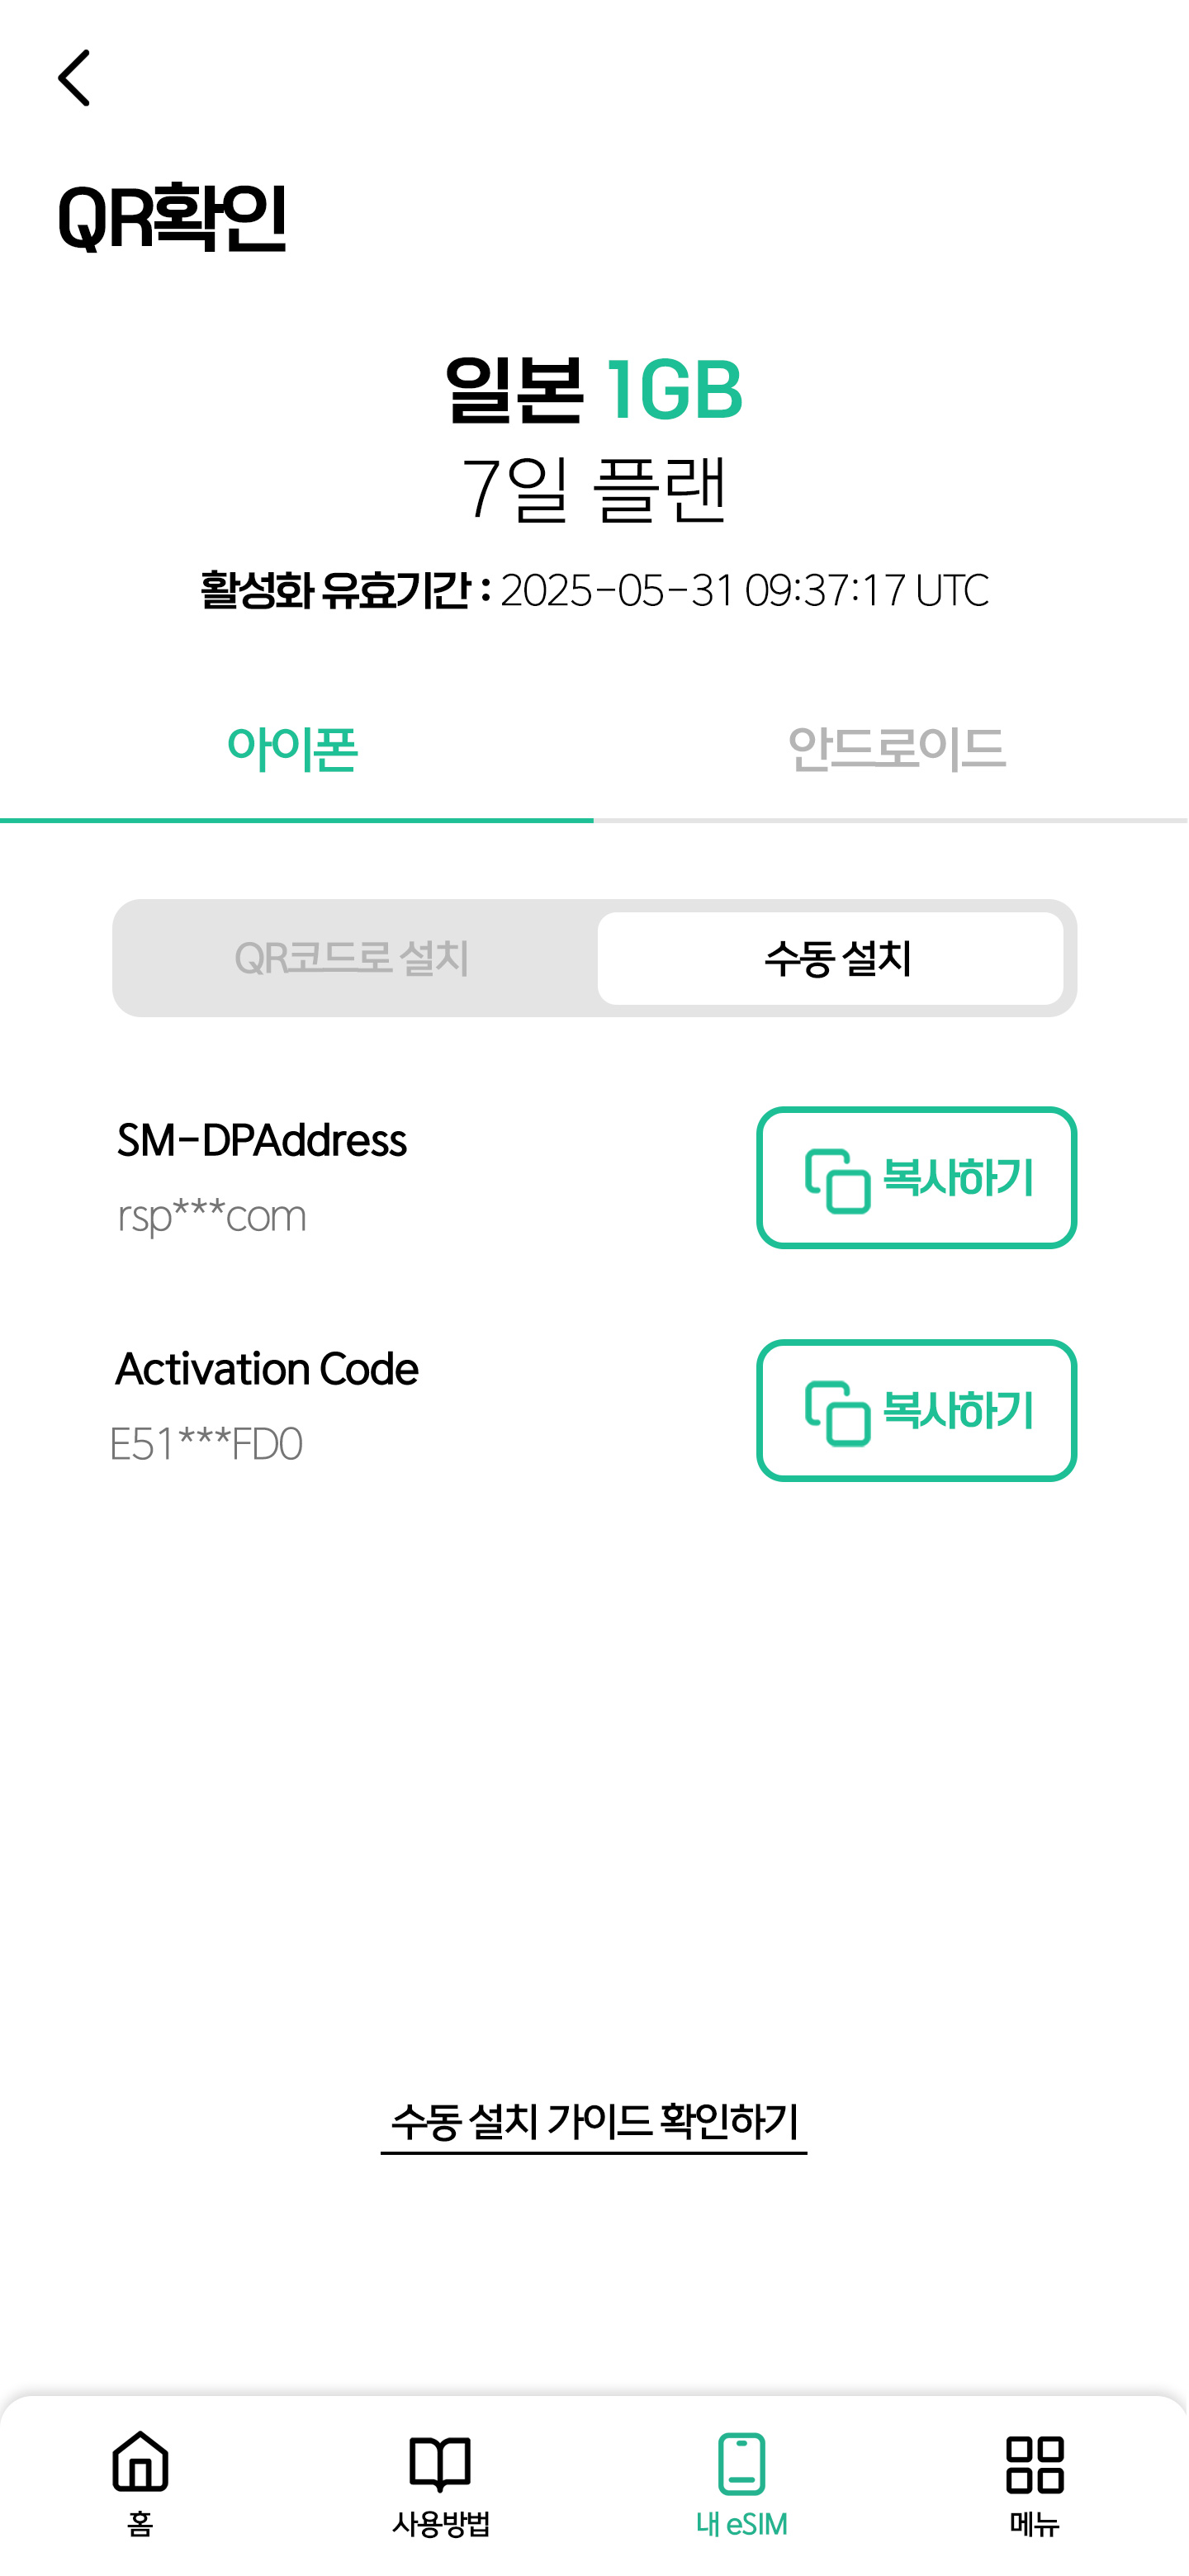 QR확인
일본 1GB
7일 플랜
활성화 유효기간 : 2025-05-31 09:37:17 UTC
아이폰 안드로이드
QR코드로 설치 수동 설치
SM-DPAddress
rsp***com
복사하기
Activation Code
E51***FD0
복사하기
수동 설치 가이드 확인하기
홈 사용방법 내 eSIM 메뉴